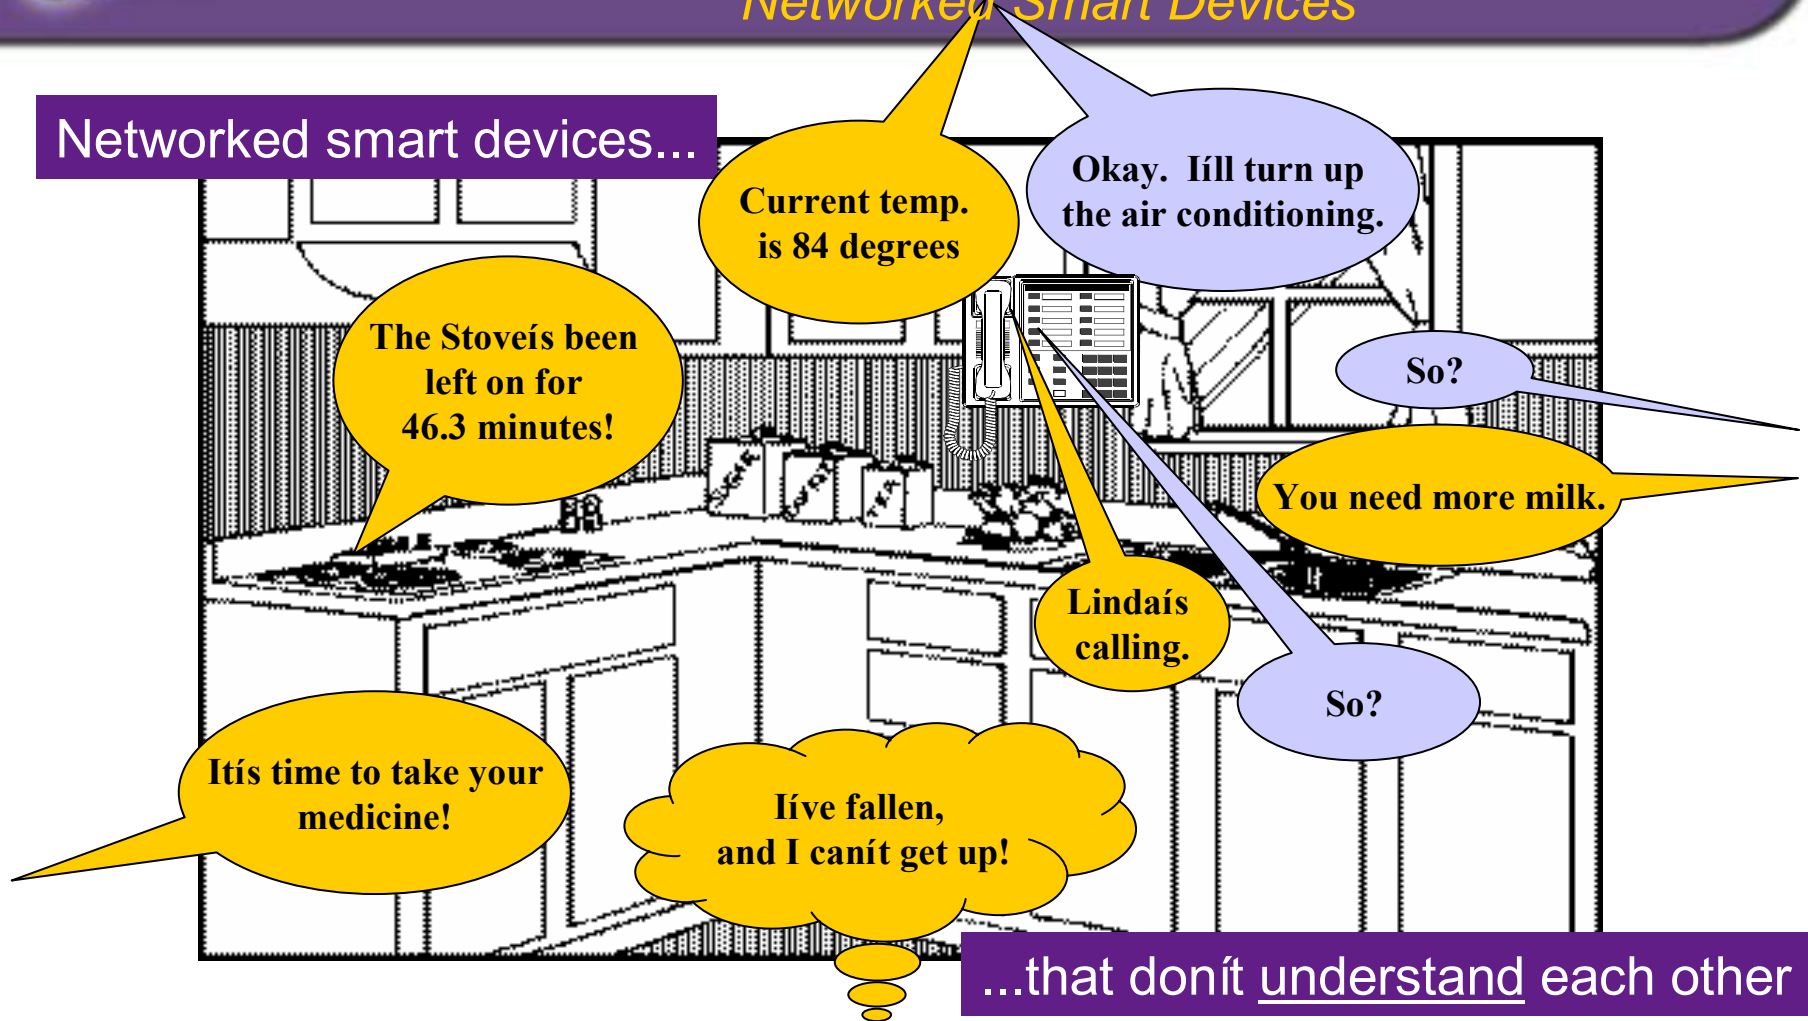 Networked Smart Devices
Networked smart devices...
Okay.  Iíll turn up
the air conditioning.
Current temp.
is 84 degrees
The Stoveís been
left on for
46.3 minutes!
So?
You need more milk.
Lindaís
calling.
So?
Itís time to take your
medicine!
Iíve fallen,
and I canít get up!
...that donít understand each other